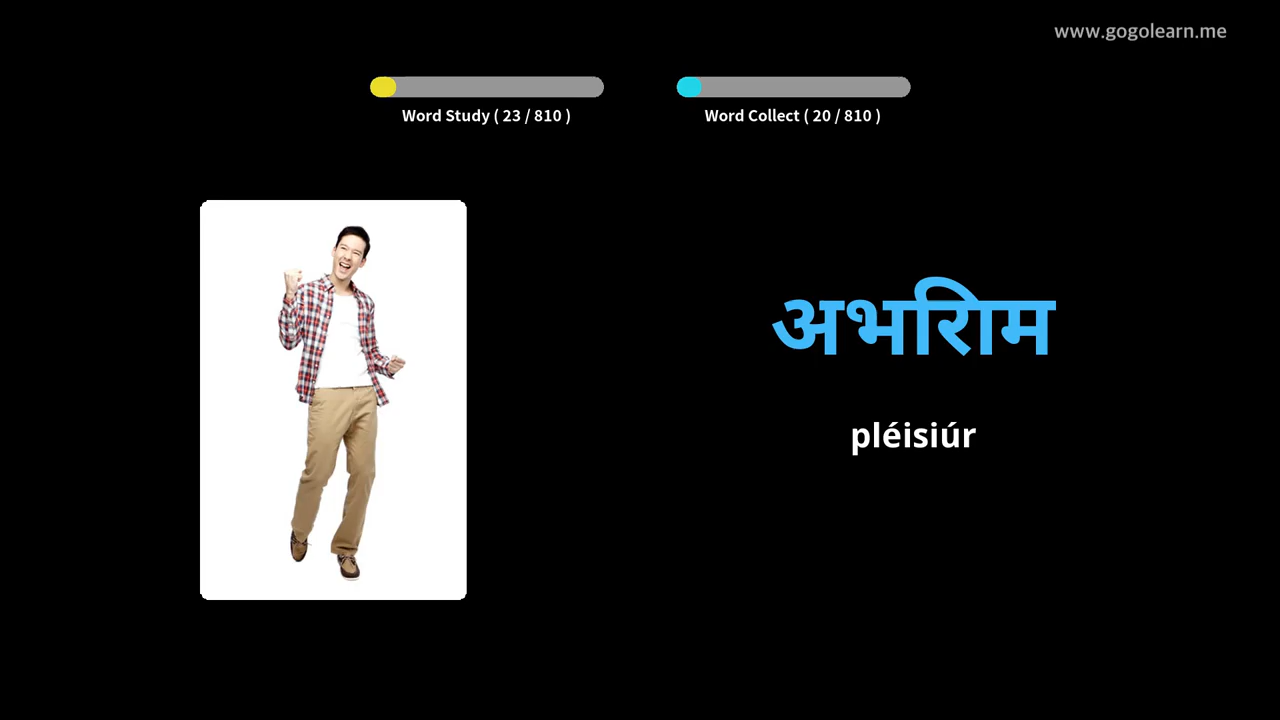 www.gogolearn.me
Word Study ( 23 / 810 )
Word Collect ( 20 / 810 )
अभरिाम
pléisiúr